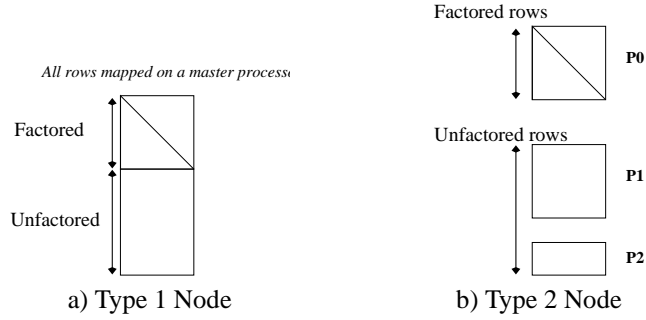 Factored rows
P0
All rows mapped on a master
Factored
Unfactored rows
P1
Unfactored
P2
a) Type 1 Node
b) Type 2 Node